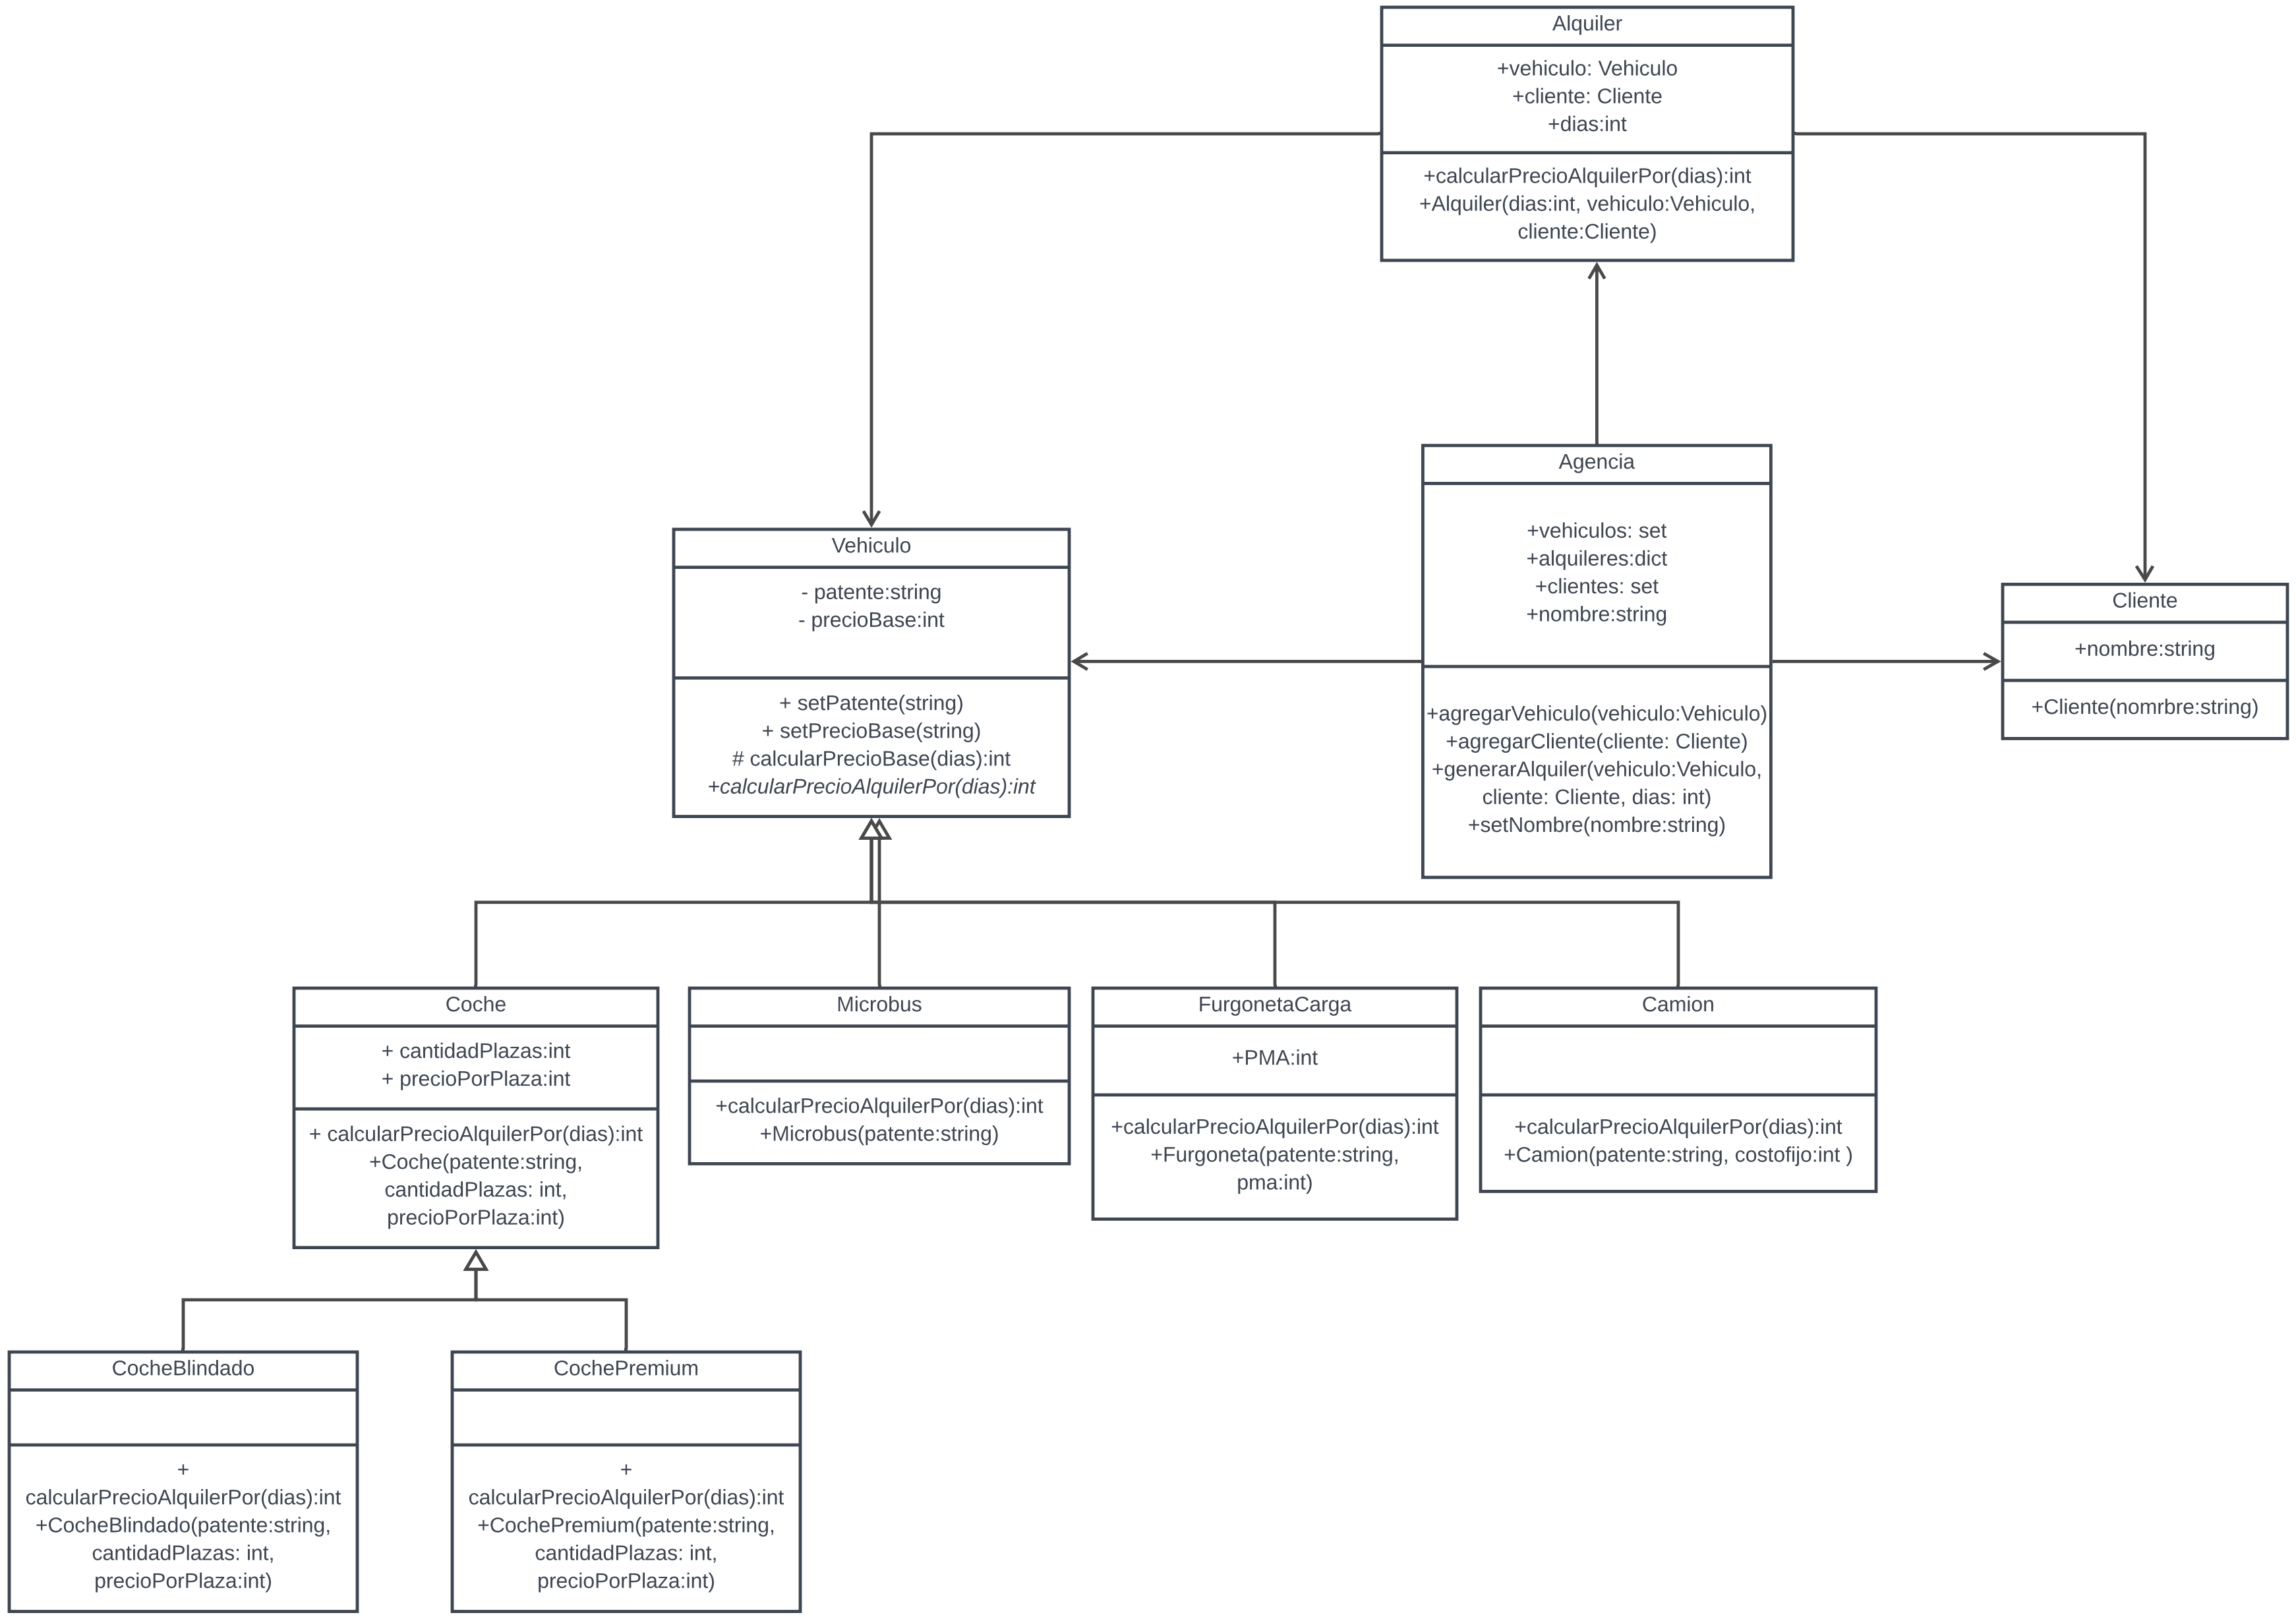 Alquiler
+vehiculo: Vehiculo
+cliente: Cliente
+dias:int
+calcularPrecioAlquilerPor(dias):int
+Alquiler(dias:int, vehiculo:Vehiculo,
cliente:Cliente)
Agencia
+vehiculos: set
+alquileres:dict
+clientes: set
+nombre:string
+agregarVehiculo(vehiculo:Vehiculo)
+agregarCliente(cliente: Cliente)
+generarAlquiler(vehiculo:Vehiculo,
cliente: Cliente, dias: int)
+setNombre(nombre:string)
Vehiculo
- patente:string
- precioBase:int
+ setPatente(string)
+ setPrecioBase(string)
# calcularPrecioBase(dias):int
+calcularPrecioAlquilerPor(dias):int
Cliente
+nombre:string
+Cliente(nomrbre:string)
Coche
+ cantidadPlazas:int
+ precioPorPlaza:int
+ calcularPrecioAlquilerPor(dias):int
+Coche(patente:string,
cantidadPlazas: int,
precioPorPlaza:int)
Microbus
+calcularPrecioAlquilerPor(dias):int
+Microbus(patente:string)
FurgonetaCarga
+PMA:int
+calcularPrecioAlquilerPor(dias):int
+Furgoneta(patente:string,
pma:int)
Camion
+calcularPrecioAlquilerPor(dias):int
+Camion(patente:string, costofijo:int )
CocheBlindado
+
calcularPrecioAlquilerPor(dias):int
+CocheBlindado(patente:string,
cantidadPlazas: int,
precioPorPlaza:int)
CochePremium
+
calcularPrecioAlquilerPor(dias):int
+CochePremium(patente:string,
cantidadPlazas: int,
precioPorPlaza:int)